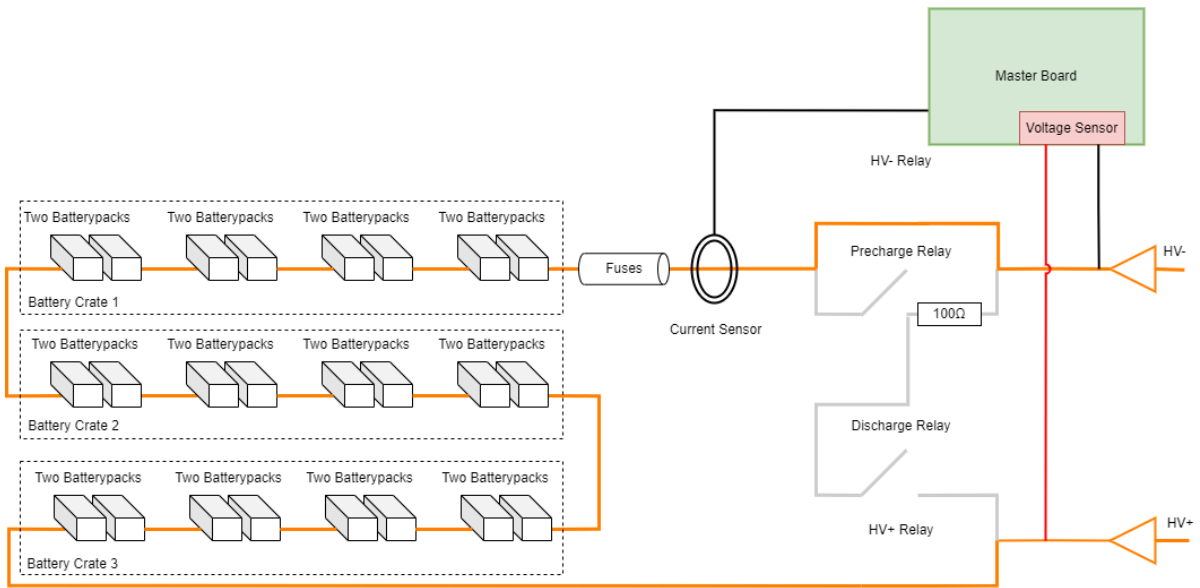 Master Board
Voltage Sensor
HV- Relay
Two Batterypacks
Two Batterypacks
Two Batterypacks
Two Batterypacks
Precharge Relay
HV-
Fuses
Battery Crate 1
100Ω
Current Sensor
Two Batterypacks
Two Batterypacks
Two Batterypacks
Two Batterypacks
Battery Crate 2
Discharge Relay
Two Batterypacks
Two Batterypacks
Two Batterypacks
Two Batterypacks
HV+ Relay
HV+
Battery Crate 3